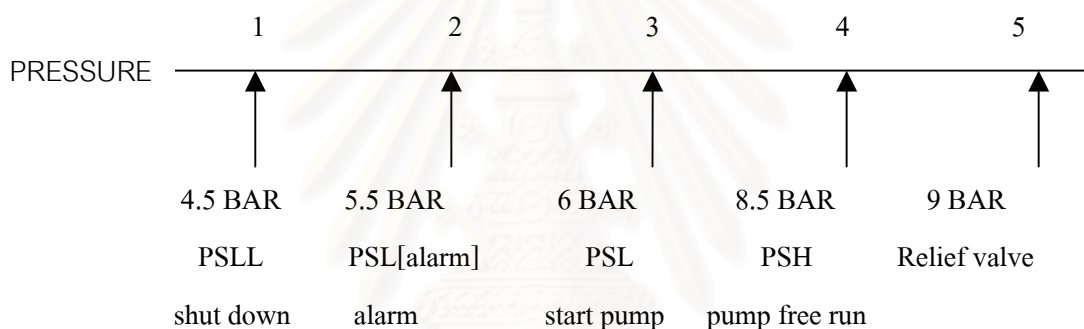 1 2 3 4 5
PRESSURE
4.5 BAR 5.5 BAR 6 BAR 8.5 BAR 9 BAR
PSLL PSL[alarm] PSL PSH Relief valve
shut down alarm start pump pump free run